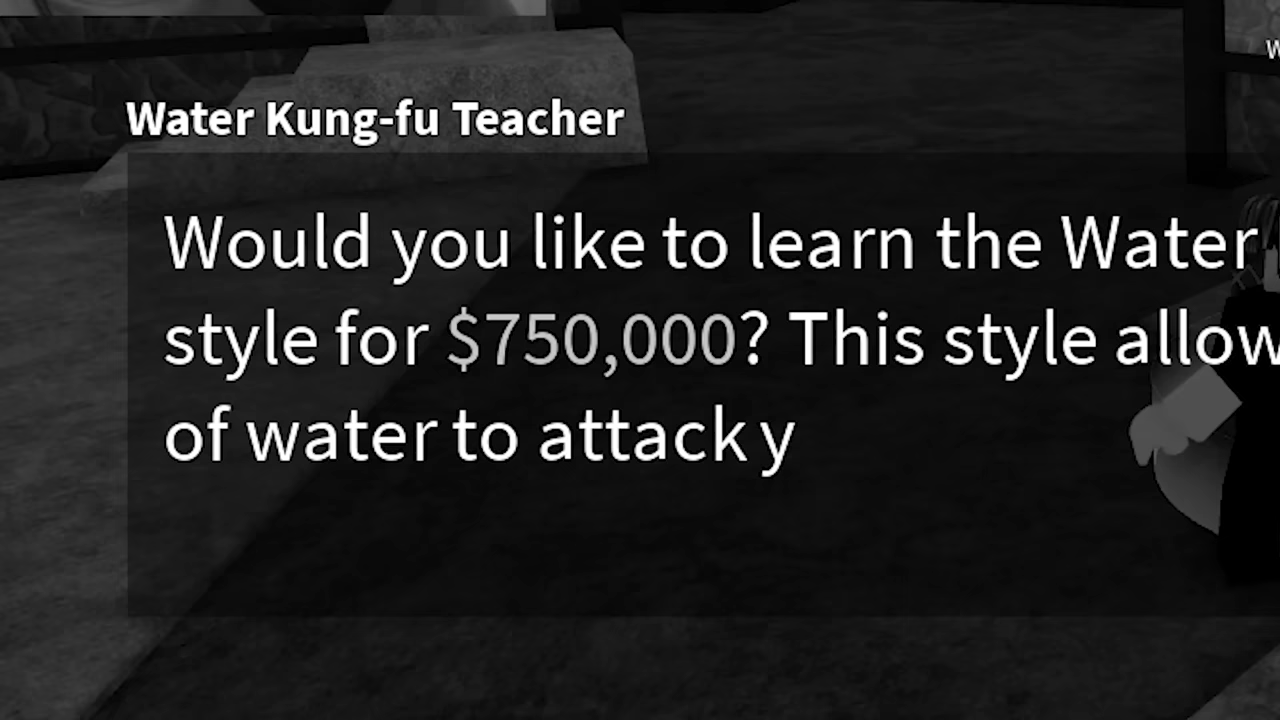 Water Kung-fu Teacher
Would you like to learn the Water
style for $750,000? This style allow
of water to attack y